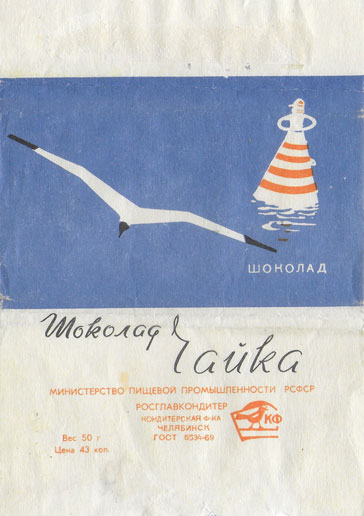 ШОКОЛАД
Шоколад Чайка
МИНИСТЕРСТВО ПИЩЕВОЙ ПРОМЫШЛЕННОСТИ РСФСР
РОСГЛАВКОНДИТЕР
КОНДИТЕРСКАЯ Ф-КА
ЧЕЛЯБИНСК
ГОСТ 6534-69
КФ
Вес 50 г
Цена 43 коп.